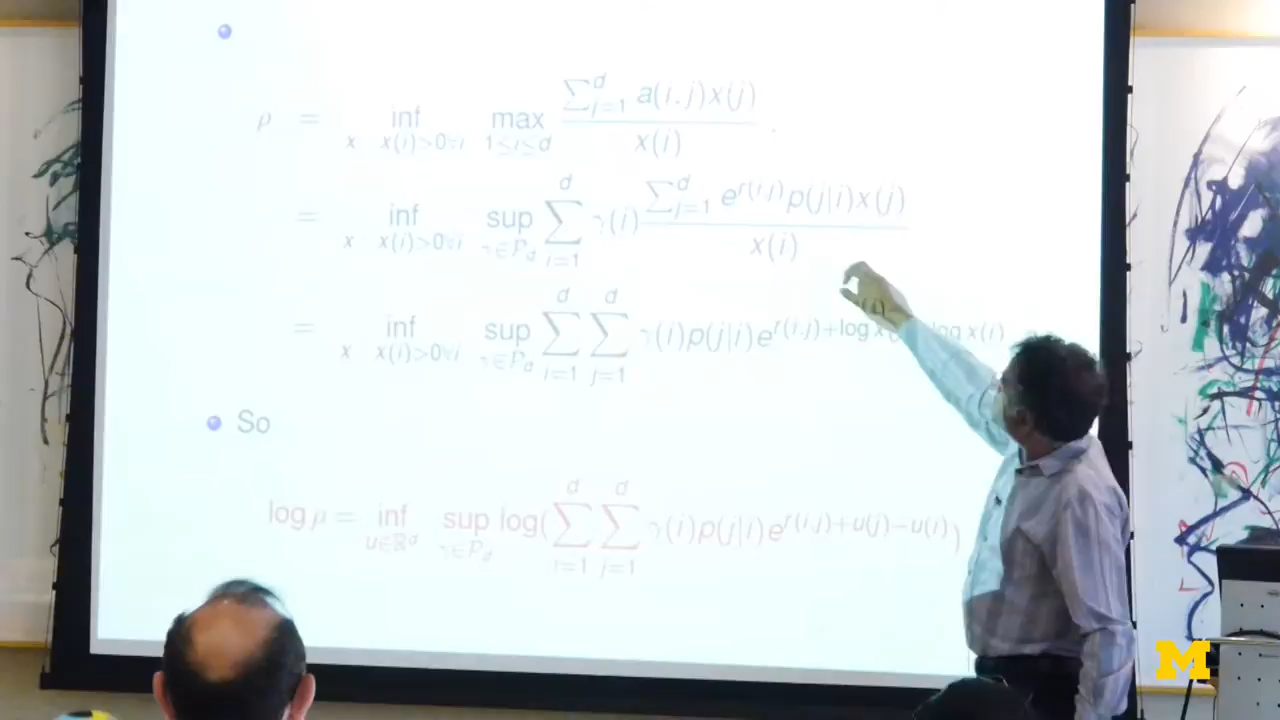 ρ = inf x x(i)>0∀i max 1≤i≤d ∑_{j=1}^{d} a(i,j)x(j) / x(i) .
= inf x x(i)>0∀i sup γ∈P_d ∑_{i=1}^{d} γ(i) ∑_{j=1}^{d} e^{r(i,j)} p(j|i)x(j) / x(i)
= inf x x(i)>0∀i sup γ∈P_d ∑_{i=1}^{d} ∑_{j=1}^{d} γ(i)p(j|i)e^{r(i,j)+log x( log x(i)}
So
log ρ = inf u∈ℝ^d sup γ∈P_d log(∑_{i=1}^{d} ∑_{j=1}^{d} γ(i)p(j|i)e^{r(i,j)+u(j)−u(i)})
M